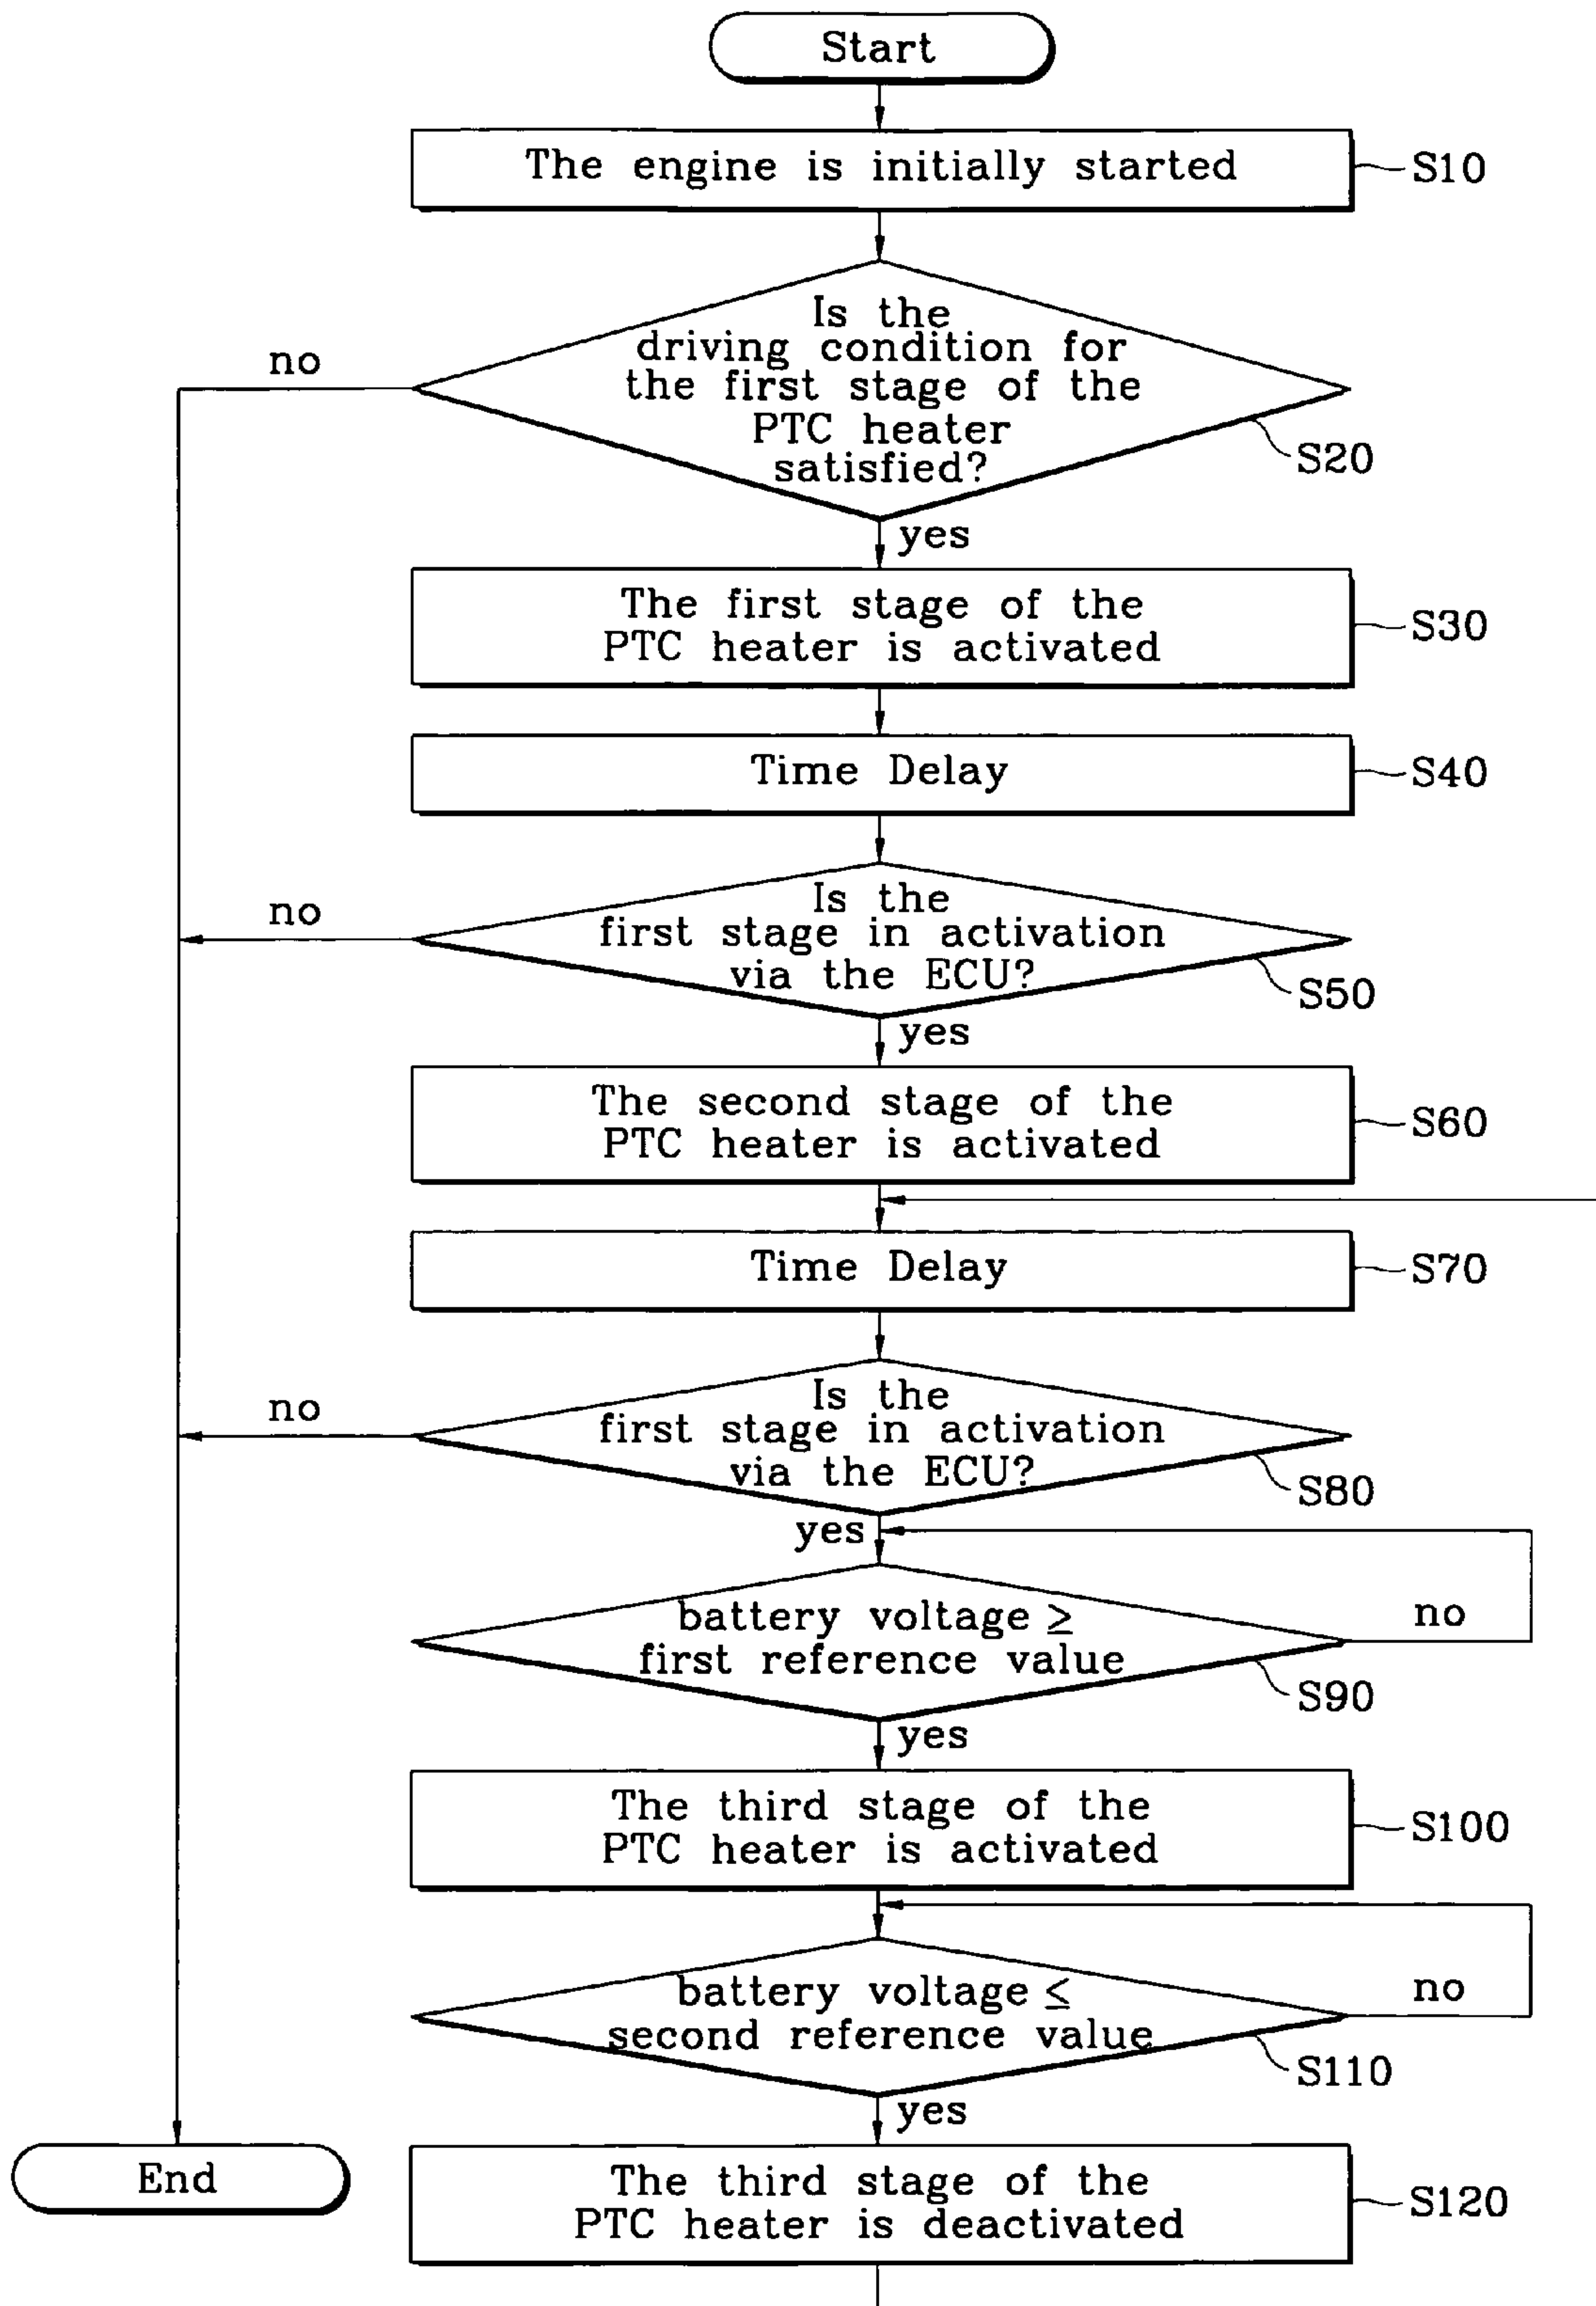 Start
The engine is initially started
S10
Is the
driving condition for
the first stage of the
PTC heater
satisfied?
no
S20
yes
The first stage of the
PTC heater is activated
S30
Time Delay
S40
Is the
first stage in activation
via the ECU?
no
S50
yes
The second stage of the
PTC heater is activated
S60
Time Delay
S70
Is the
first stage in activation
via the ECU?
no
S80
yes
battery voltage ≥
first reference value
no
S90
yes
The third stage of the
PTC heater is activated
S100
battery voltage ≤
second reference value
no
S110
yes
End
The third stage of the
PTC heater is deactivated
S120